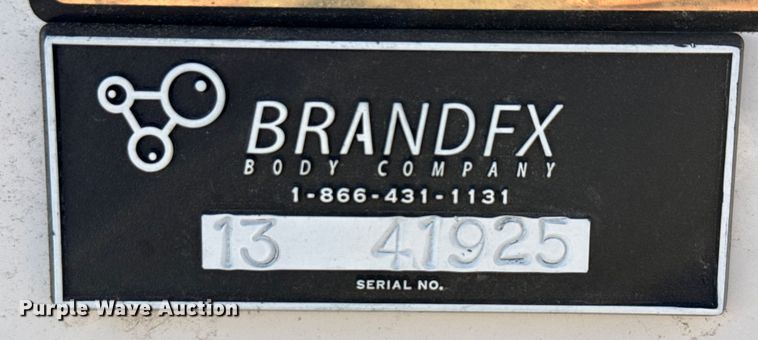 BRANDFX
BODY COMPANY
1-866-431-1131
13 41925
SERIAL NO.
Purple Wave Auction